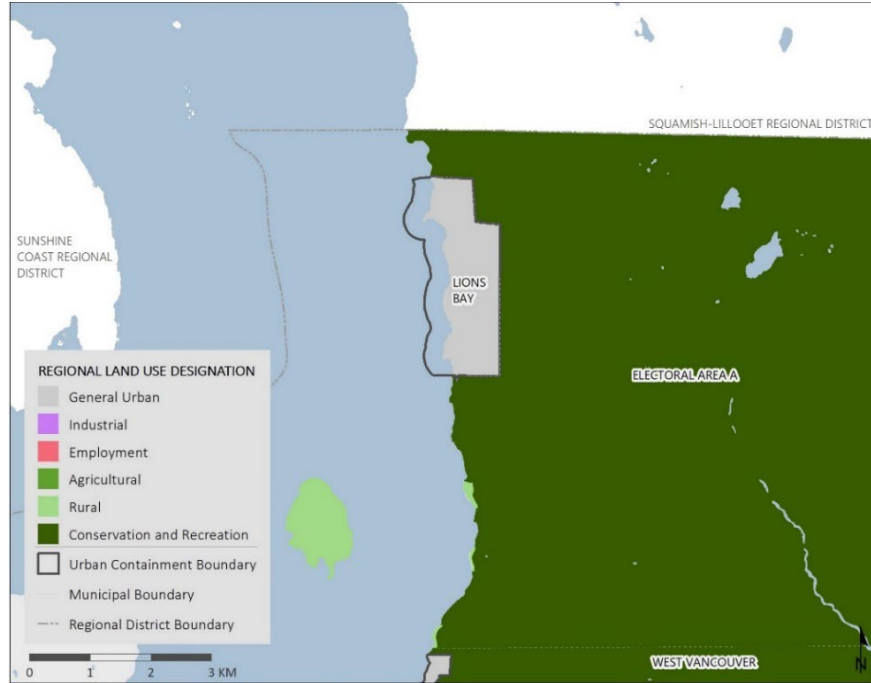 SQUAMISH-LILLOOET REGIONAL DISTRICT
SUNSHINE
COAST REGIONAL
DISTRICT
LIONS
BAY
REGIONAL LAND USE DESIGNATION
General Urban
Industrial
Employment
Agricultural
Rural
Conservation and Recreation
Urban Containment Boundary
Municipal Boundary
Regional District Boundary
ELECTORAL AREA A
0 1 2 3 KM
WEST VANCOUVER
N